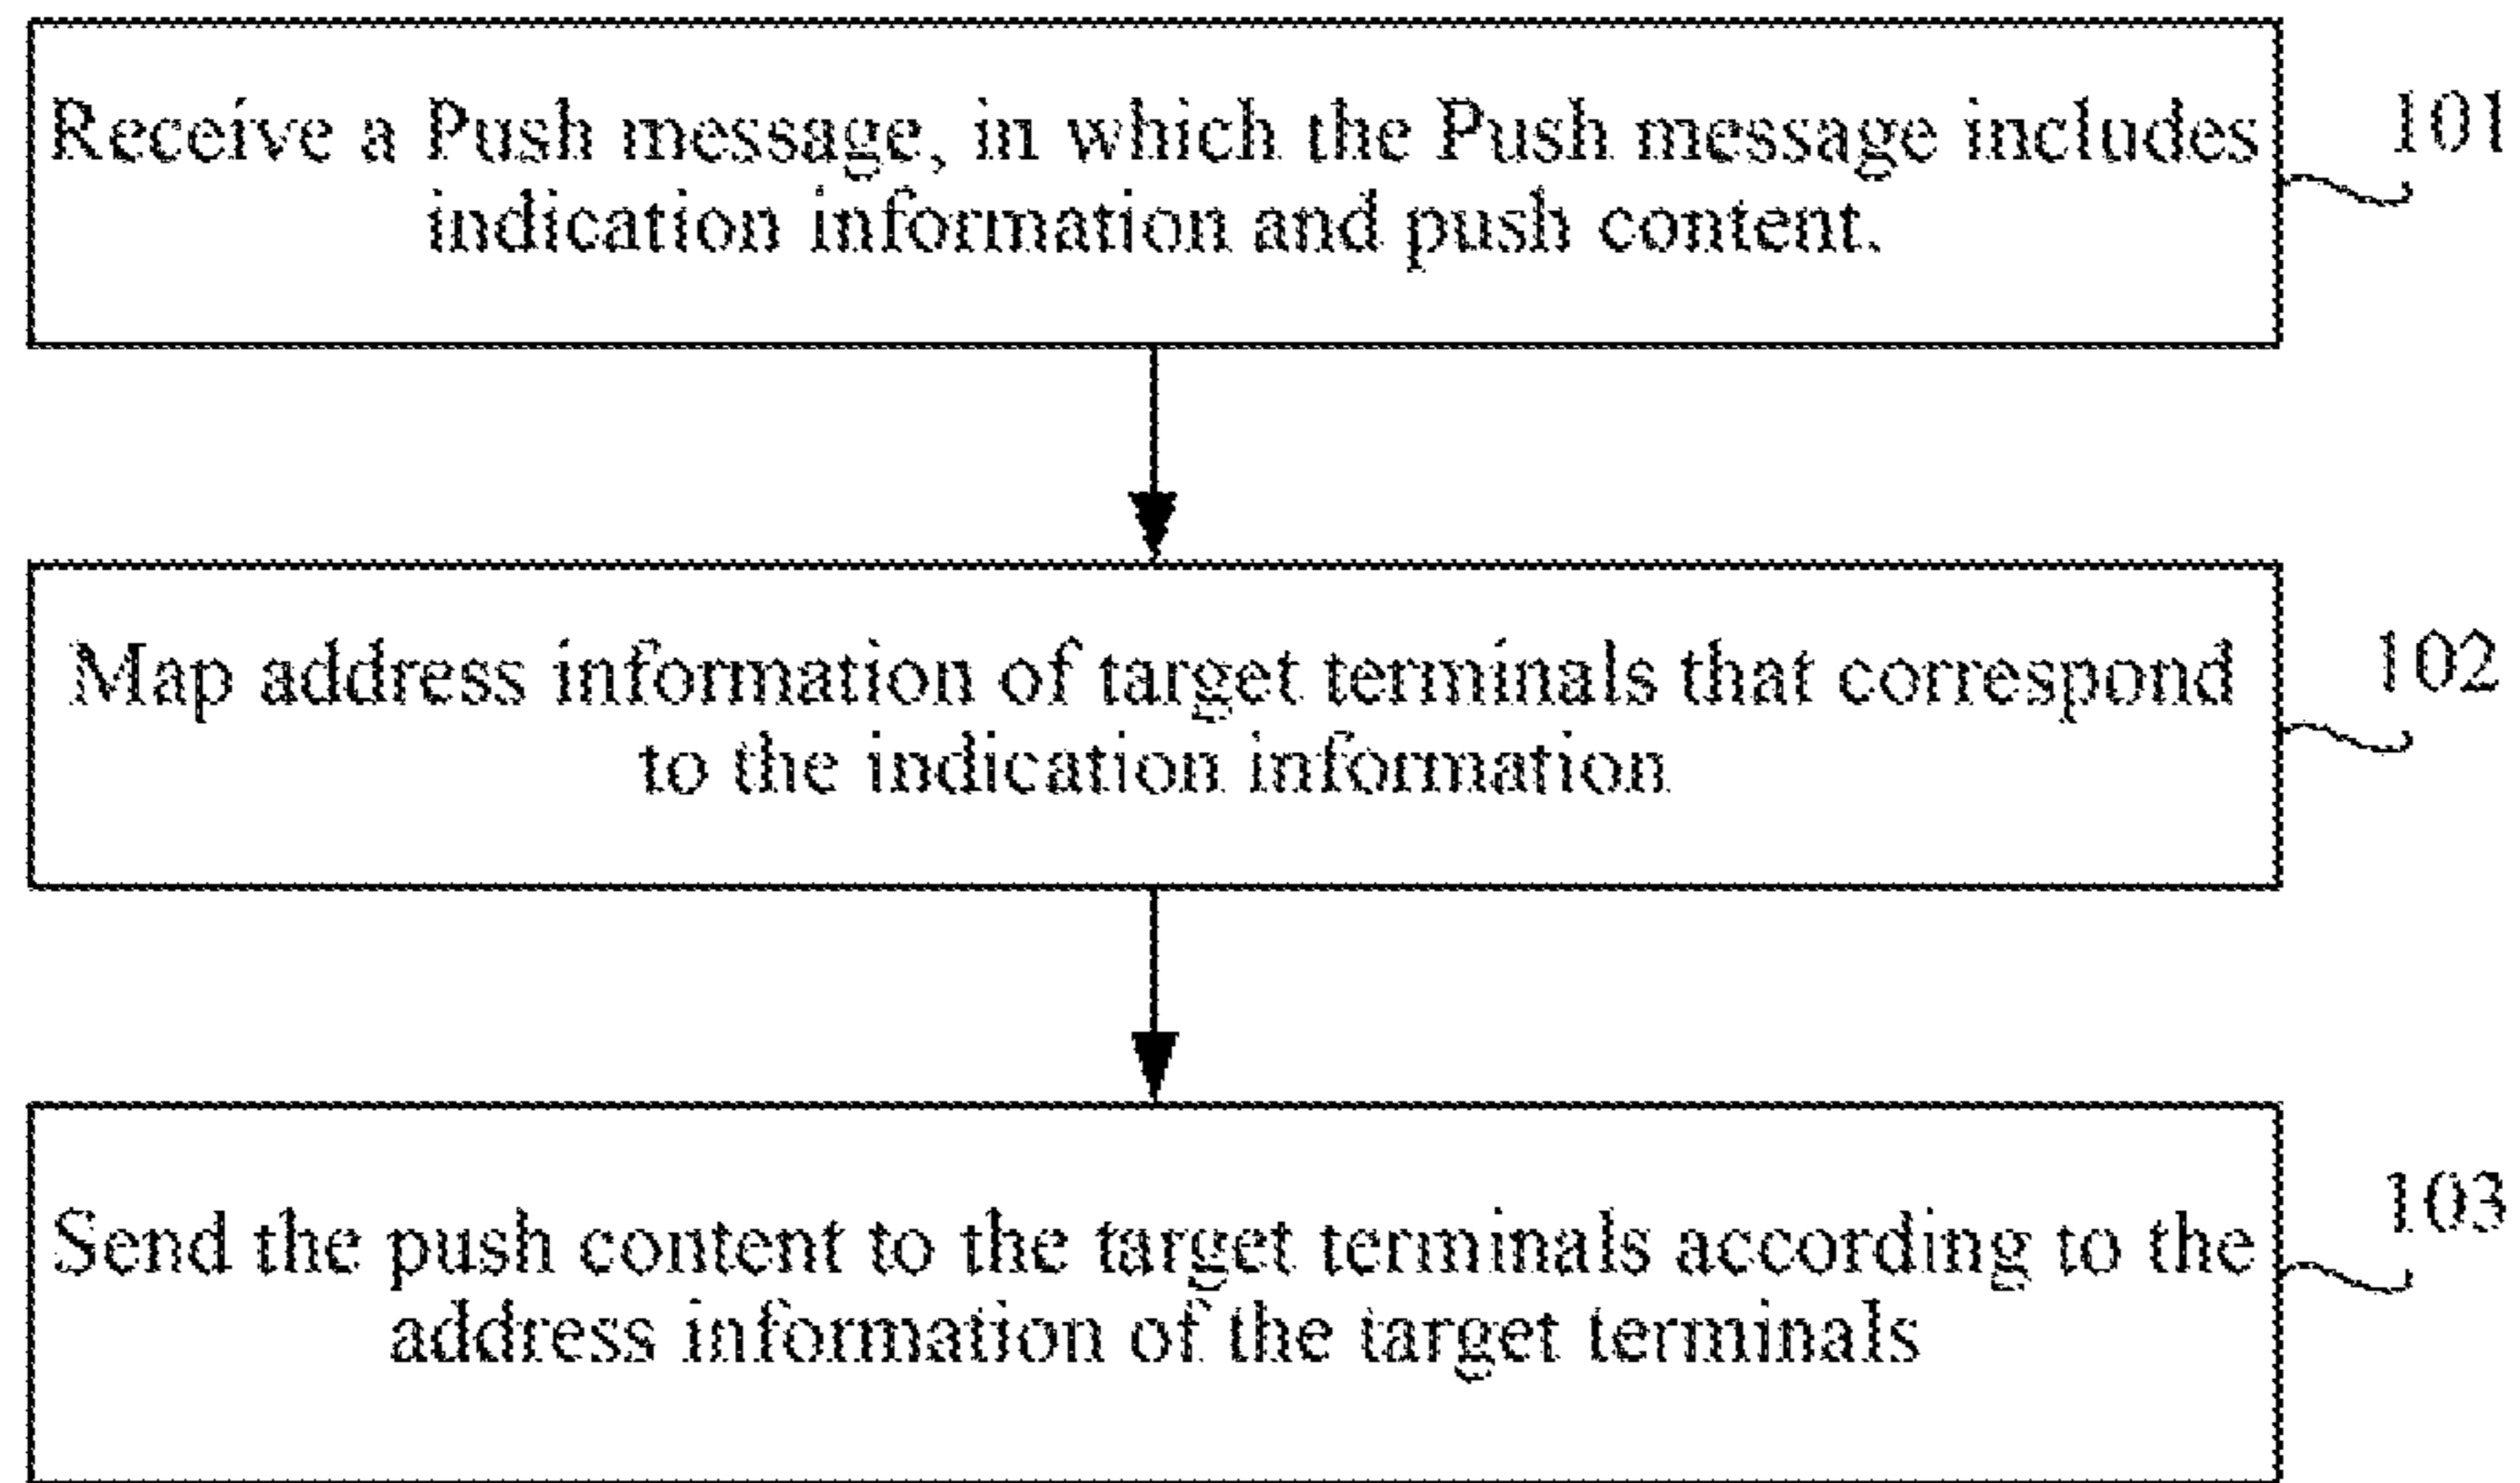 Receive a Push message, in which the Push message includes
indication information and push content.
101
Map address information of target terminals that correspond
to the indication information
102
Send the push content to the target terminals according to the
address information of the target terminals
103